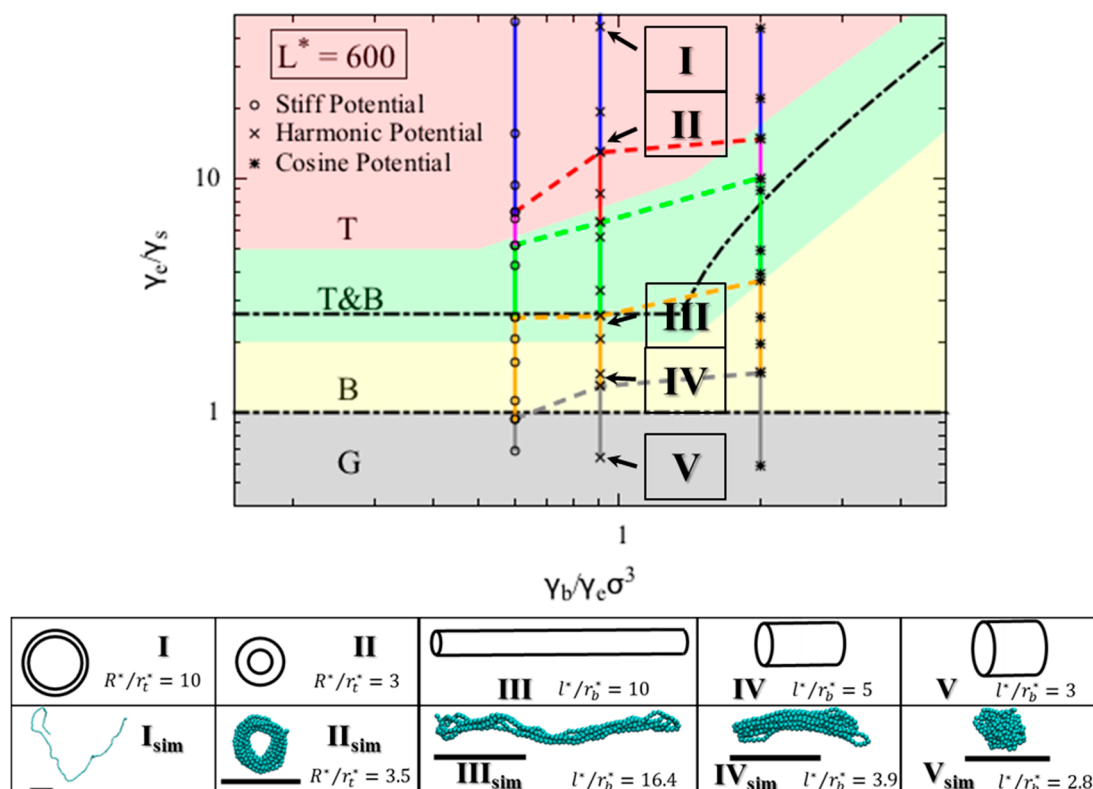 L* = 600
Stiff Potential
Harmonic Potential
Cosine Potential
I
II
III
IV
V
T
T&B
B
G
10
1
γe/γs
1
γb/γeσ³
I
R*/rt* = 10
II
R*/rt* = 3
III l*/rb* = 10
IV l*/rb* = 5
V l*/rb* = 3
Isim
IIsim
R*/rt* = 3.5
IIIsim l*/rb* = 16.4
IVsim l*/rb* = 3.9
Vsim l*/rb* = 2.8